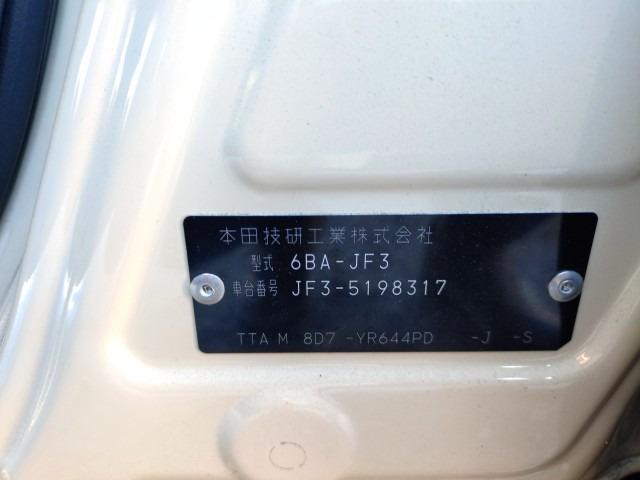 本田技研工業株式会社
型式 6BA-JF3
車台番号 JF3-5198317
TTA M 8D7 -YR644PD -J -S